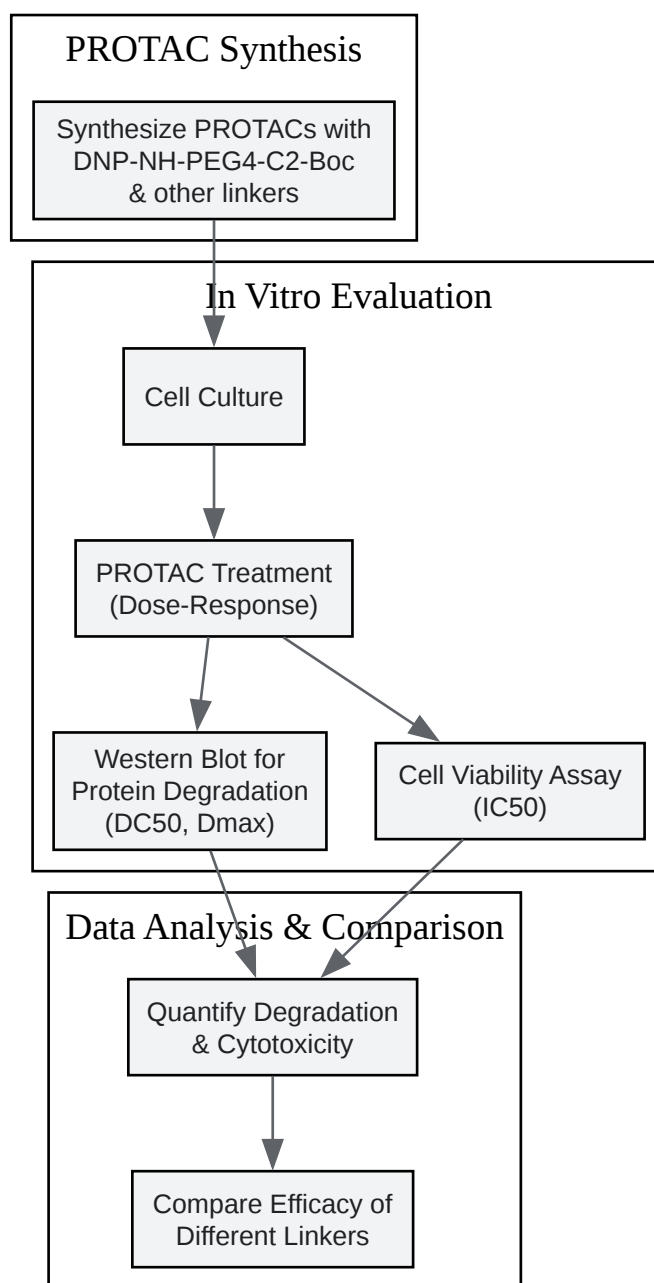 PROTAC Synthesis
Synthesize PROTACs with
DNP-NH-PEG4-C2-Boc
& other linkers
In Vitro Evaluation
Cell Culture
PROTAC Treatment
(Dose-Response)
Western Blot for
Protein Degradation
(DC50, Dmax)
Cell Viability Assay
(IC50)
Data Analysis & Comparison
Quantify Degradation
& Cytotoxicity
Compare Efficacy of
Different Linkers